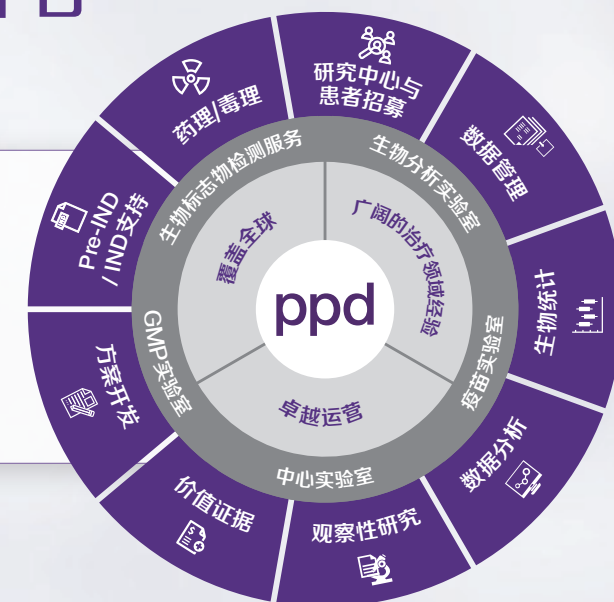 研究中心与
患者招募
数据管理
生物统计
数据分析
观察性研究
价值证据
方案开发
Pre-IND
/ IND支持
药理/毒理
生物标志物检测服务
生物分析实验室
疫苗实验室
中心实验室
GMP实验室
覆盖全球
广阔的治疗领域经验
卓越运营
ppd